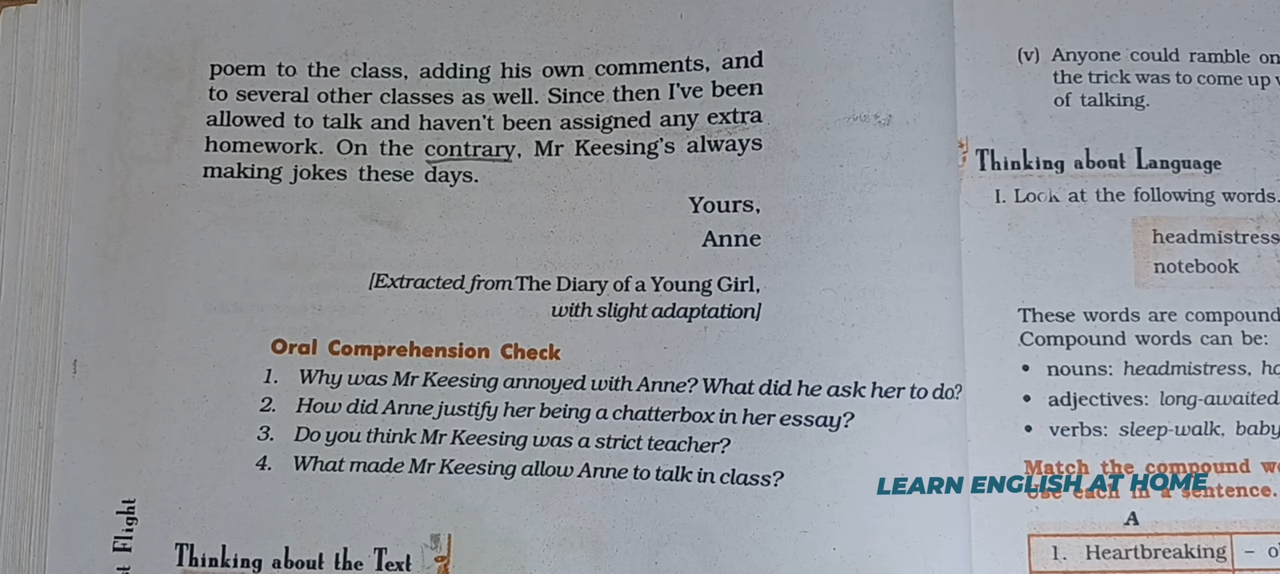 poem to the class, adding his own comments, and
to several other classes as well. Since then I've been
allowed to talk and haven't been assigned any extra
homework. On the contrary, Mr Keesing's always
making jokes these days.
Yours,
Anne
[Extracted from The Diary of a Young Girl,
with slight adaptation]
Oral Comprehension Check
1. Why was Mr Keesing annoyed with Anne? What did he ask her to do?
2. How did Anne justify her being a chatterbox in her essay?
3. Do you think Mr Keesing was a strict teacher?
4. What made Mr Keesing allow Anne to talk in class?
Thinking about the Text
Flight
(v) Anyone could ramble on
the trick was to come up
of talking.
Thinking about Language
I. Look at the following words.
headmistress
notebook
These words are compound
Compound words can be:
• nouns: headmistress,
• adjectives: long-awaited
• verbs: sleep-walk, baby
Match the compound
use each in a sentence.
LEARN ENGLISH AT HOME
A
1. Heartbreaking –